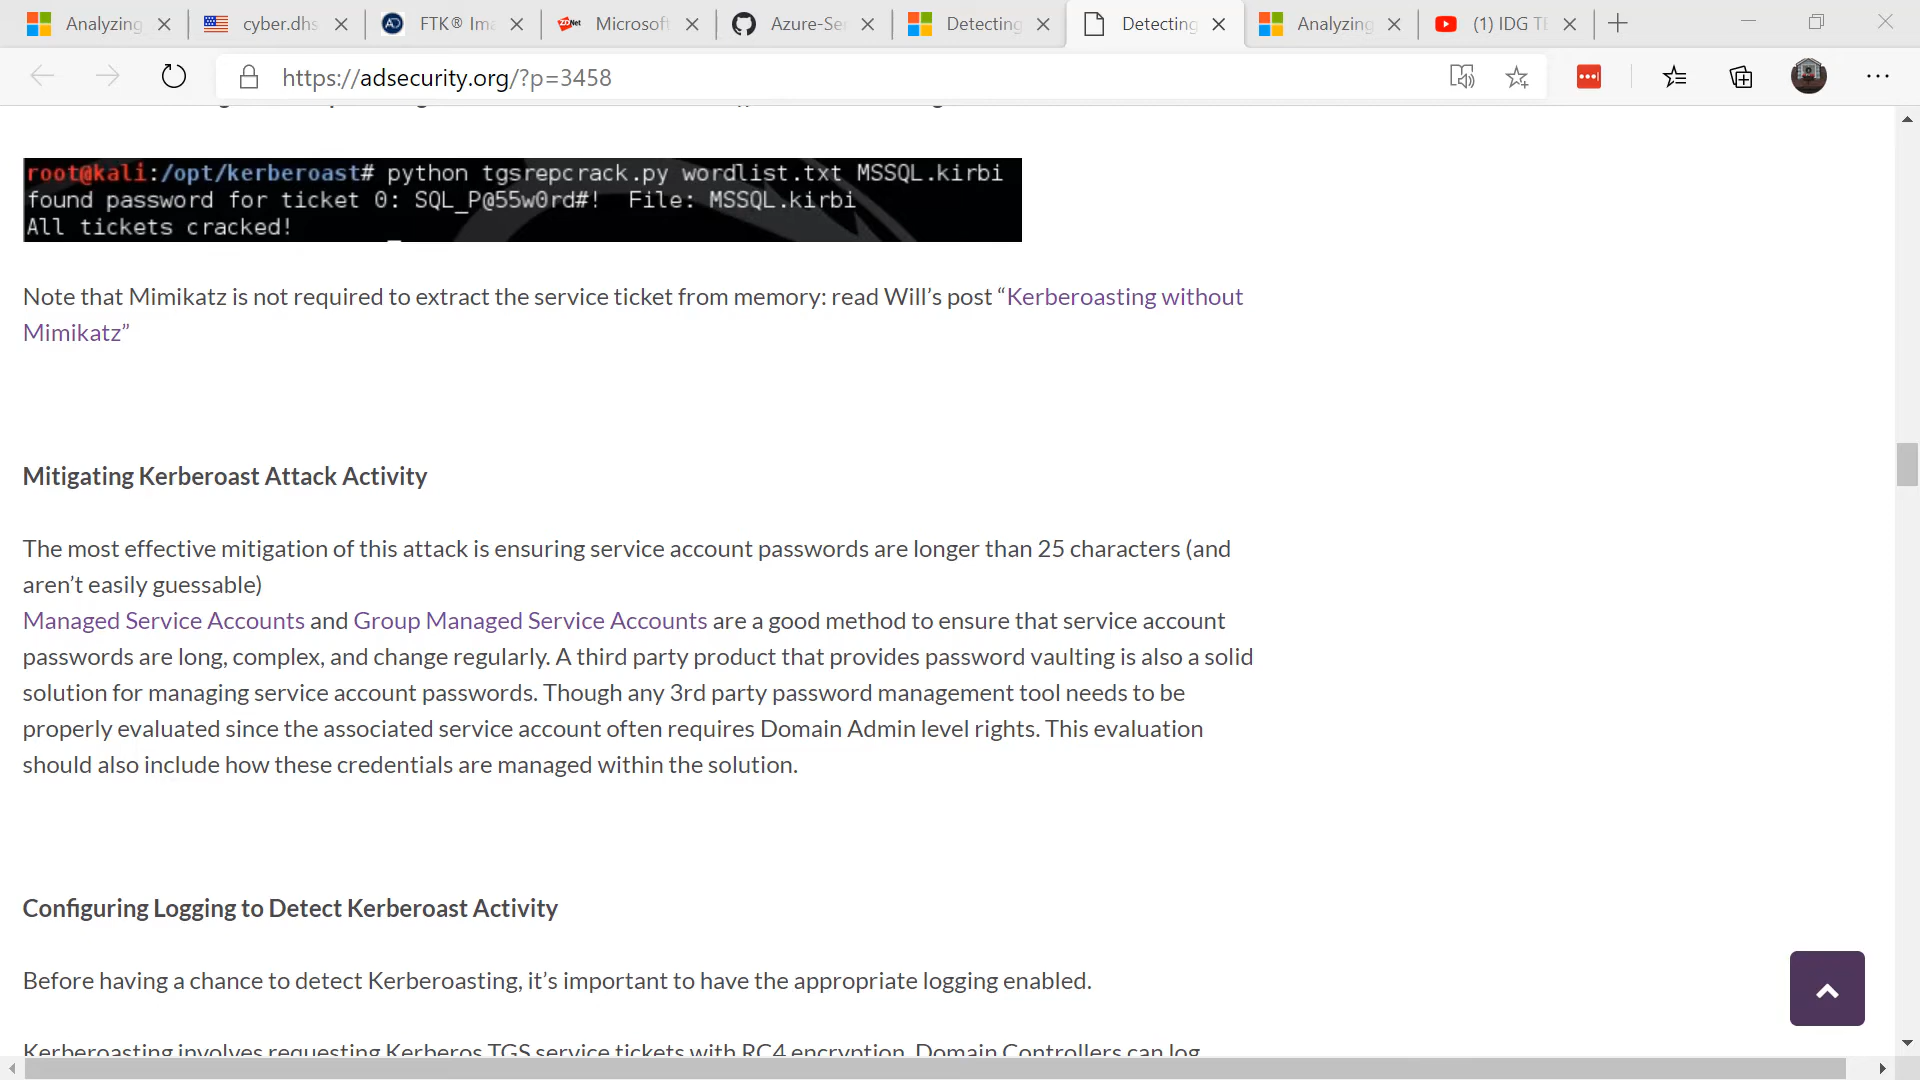 Analyzing
cyber.dhs
FTK® Ima
Microsoft
Azure-Se
Detecting
Detecting
Analyzing
(1) IDG TE
https://adsecurity.org/?p=3458
root@kali:/opt/kerberoast# python tgsrepcrack.py wordlist.txt MSSQL.kirbi
found password for ticket 0: SQL_P@55w0rd#!  File: MSSQL.kirbi
All tickets cracked!
Note that Mimikatz is not required to extract the service ticket from memory: read Will’s post “Kerberoasting without
Mimikatz”
Mitigating Kerberoast Attack Activity
The most effective mitigation of this attack is ensuring service account passwords are longer than 25 characters (and
aren’t easily guessable)
Managed Service Accounts and Group Managed Service Accounts are a good method to ensure that service account
passwords are long, complex, and change regularly. A third party product that provides password vaulting is also a solid
solution for managing service account passwords. Though any 3rd party password management tool needs to be
properly evaluated since the associated service account often requires Domain Admin level rights. This evaluation
should also include how these credentials are managed within the solution.
Configuring Logging to Detect Kerberoast Activity
Before having a chance to detect Kerberoasting, it’s important to have the appropriate logging enabled.
Kerberoasting involves requesting Kerberos TGS service tickets with RC4 encryption. Domain Controllers can log